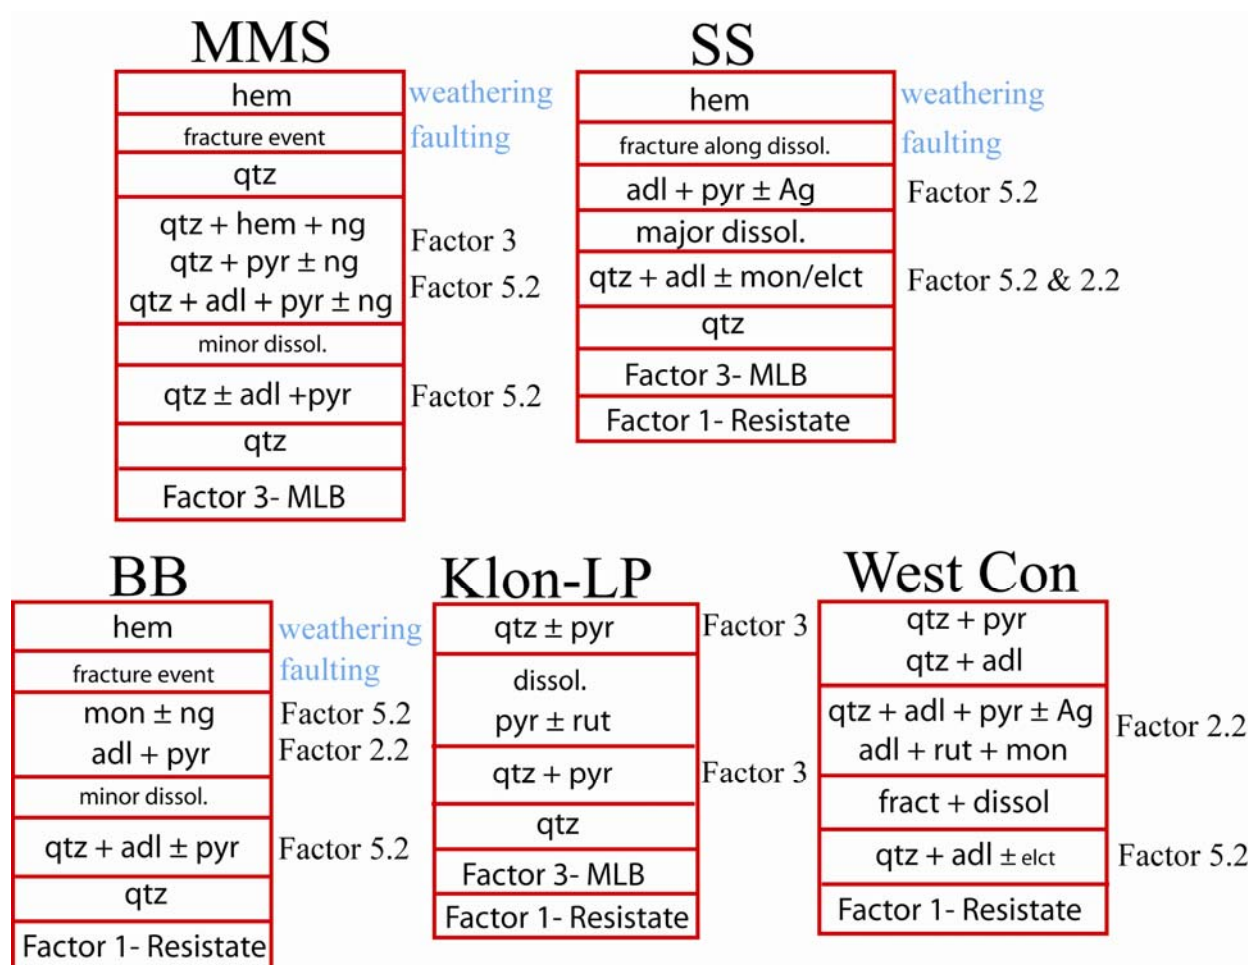 MMS
hem
weathering
fracture event
faulting
qtz
qtz + hem + ng
Factor 3
qtz + pyr ± ng
qtz + adl + pyr ± ng
Factor 5.2
minor dissol.
qtz ± adl +pyr
Factor 5.2
qtz
Factor 3- MLB
SS
hem
weathering
fracture along dissol.
faulting
adl + pyr ± Ag
Factor 5.2
major dissol.
qtz + adl ± mon/elct
Factor 5.2 & 2.2
qtz
Factor 3- MLB
Factor 1- Resistate
BB
hem
weathering
fracture event
faulting
mon ± ng
Factor 5.2
adl + pyr
Factor 2.2
minor dissol.
qtz + adl ± pyr
Factor 5.2
qtz
Factor 1- Resistate
Klon-LP
qtz ± pyr
Factor 3
dissol.
pyr ± rut
qtz + pyr
Factor 3
qtz
Factor 3- MLB
Factor 1- Resistate
West Con
qtz + pyr
qtz + adl
qtz + adl + pyr ± Ag
Factor 2.2
adl + rut + mon
fract + dissol
qtz + adl ± elct
Factor 5.2
Factor 1- Resistate